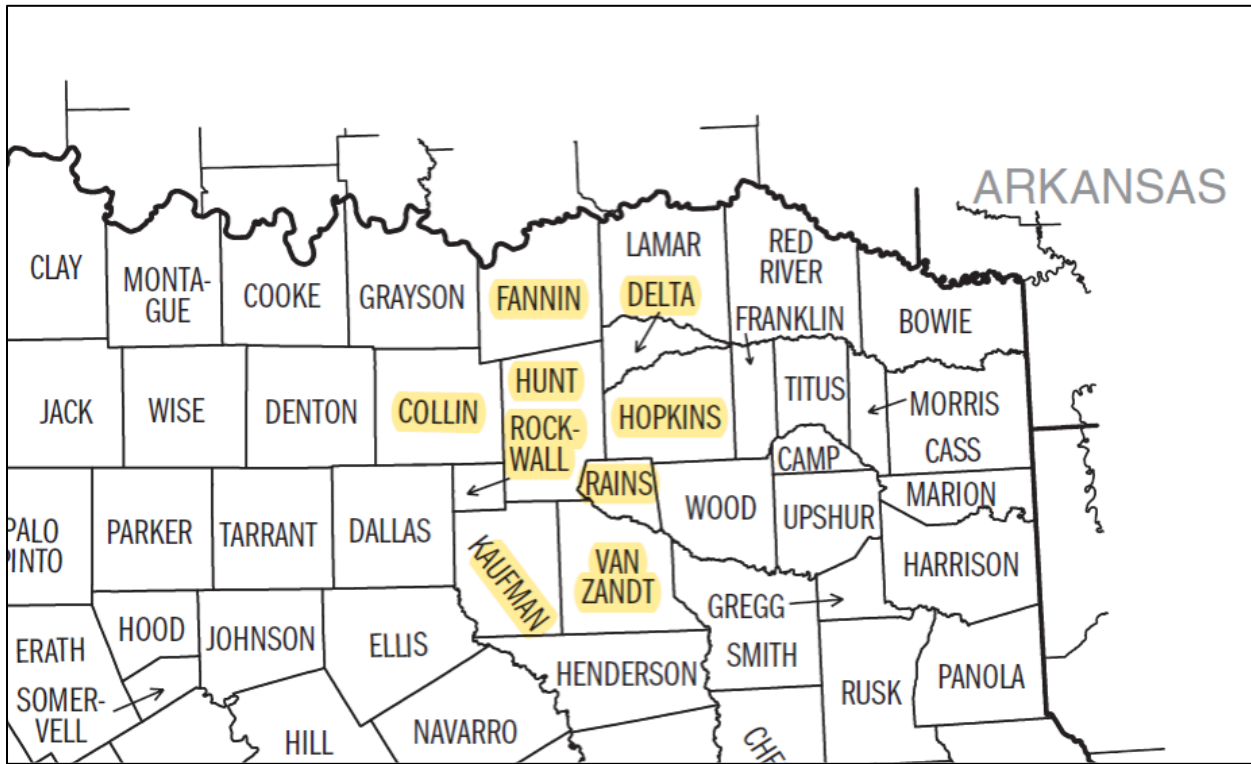 ARKANSAS
CLAY
MONTA-
GUE
COOKE
GRAYSON
FANNIN
LAMAR
DELTA
RED
RIVER
FRANKLIN
BOWIE
JACK
WISE
DENTON
COLLIN
HUNT
ROCK-
WALL
HOPKINS
TITUS
MORRIS
CAMP
CASS
PALO
PINTO
PARKER
TARRANT
DALLAS
KAUFMAN
RAINS
VAN
ZANDT
WOOD
UPSHUR
MARION
HARRISON
GREGG
ERATH
HOOD
JOHNSON
ELLIS
SOMER-
VELL
HILL
NAVARRO
HENDERSON
SMITH
RUSK
PANOLA
CHE